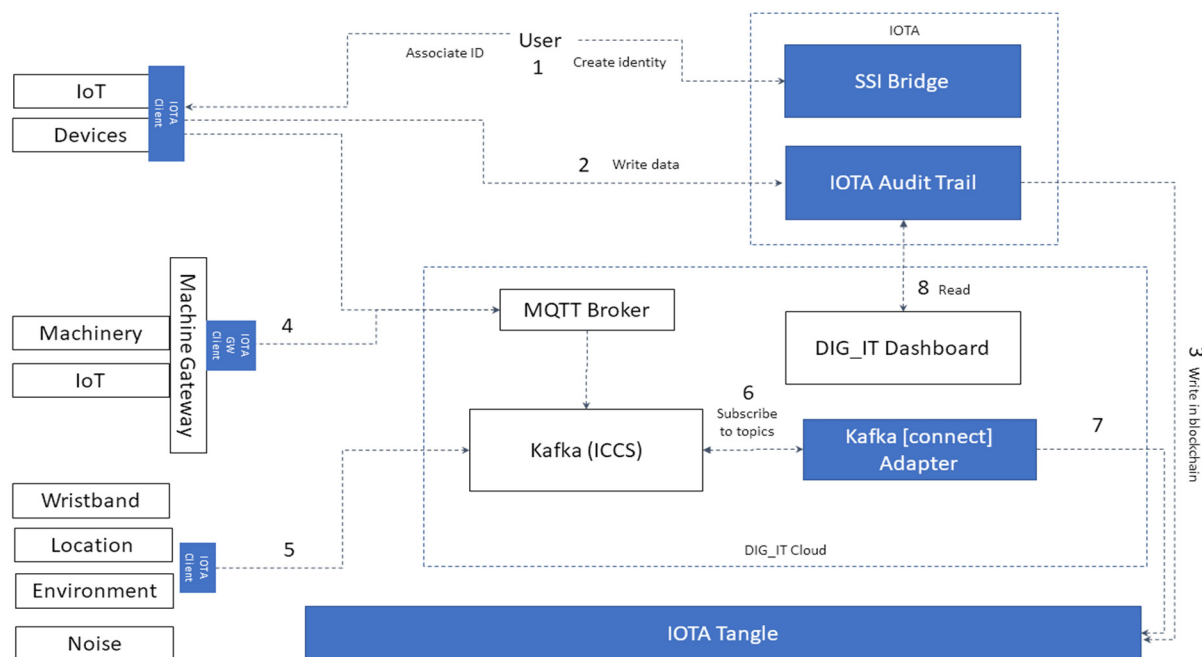 IOTA
User
Associate ID
1
Create identity
SSI Bridge
IoT
Devices
IOTA
Client
2
Write data
IOTA Audit Trail
8
Read
Machine Gateway
Machinery
IoT
IOTA
GW
Client
4
MQTT Broker
DIG_IT Dashboard
3
Write in blockchain
6
Subscribe
to topics
Kafka (ICCS)
Kafka [connect]
Adapter
7
Wristband
Location
Environment
Noise
IOTA
Client
5
DIG_IT Cloud
IOTA Tangle